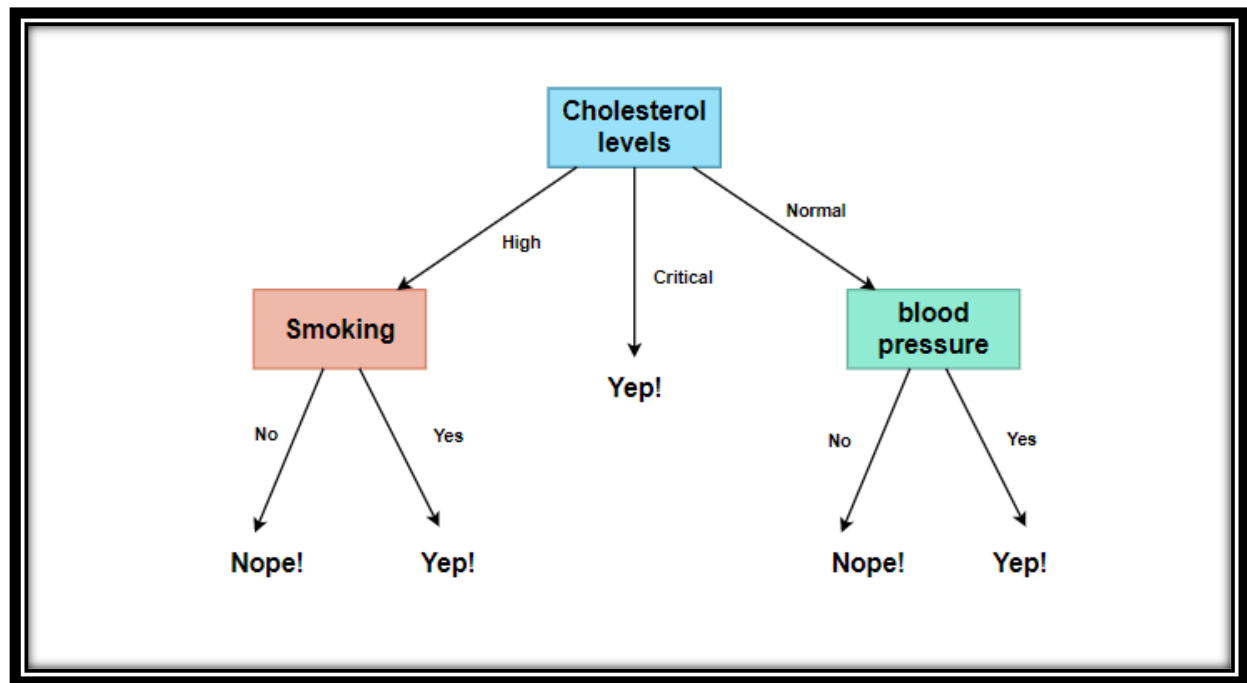 Cholesterol
levels
High
Critical
Normal
Smoking
Yep!
blood
pressure
No
Yes
No
Yes
Nope!
Yep!
Nope!
Yep!